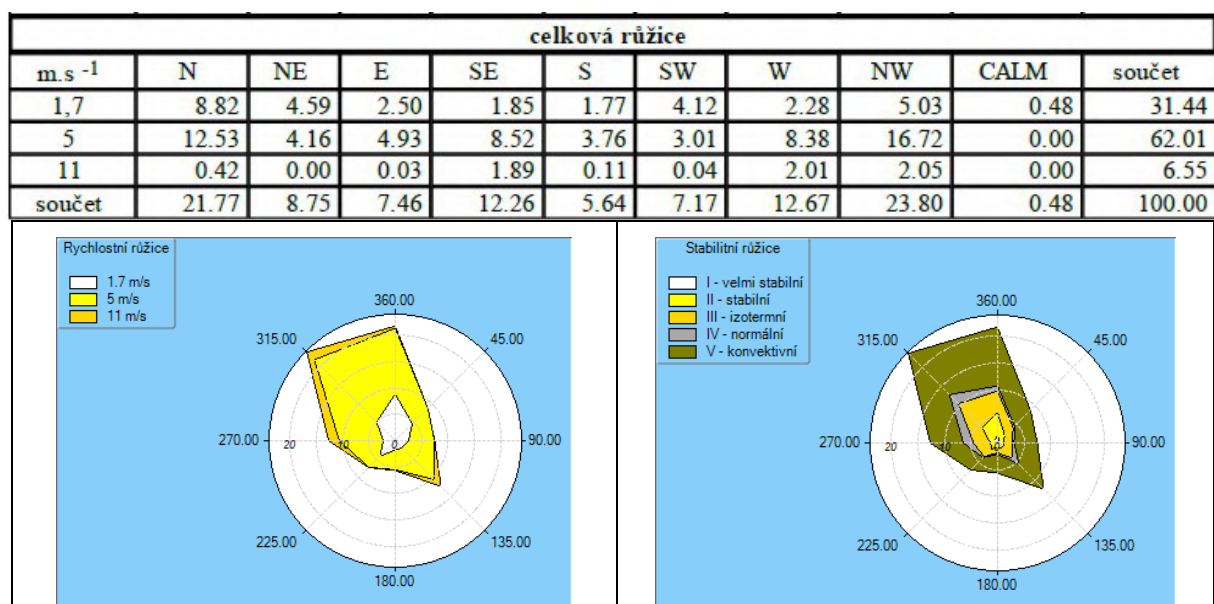 celková růžice
m.s -1 N NE E SE S SW W NW CALM součet
1,7 8.82 4.59 2.50 1.85 1.77 4.12 2.28 5.03 0.48 31.44
5 12.53 4.16 4.93 8.52 3.76 3.01 8.38 16.72 0.00 62.01
11 0.42 0.00 0.03 1.89 0.11 0.04 2.01 2.05 0.00 6.55
součet 21.77 8.75 7.46 12.26 5.64 7.17 12.67 23.80 0.48 100.00
Rychlostní růžice
1.7 m/s
5 m/s
11 m/s
360.00
315.00 45.00
270.00 20 10 0 90.00
225.00 135.00
180.00
Stabilitní růžice
I - velmi stabilní
II - stabilní
III - izotermní
IV - normální
V - konvektivní
360.00
315.00 45.00
270.00 20 10 90.00
225.00 135.00
180.00